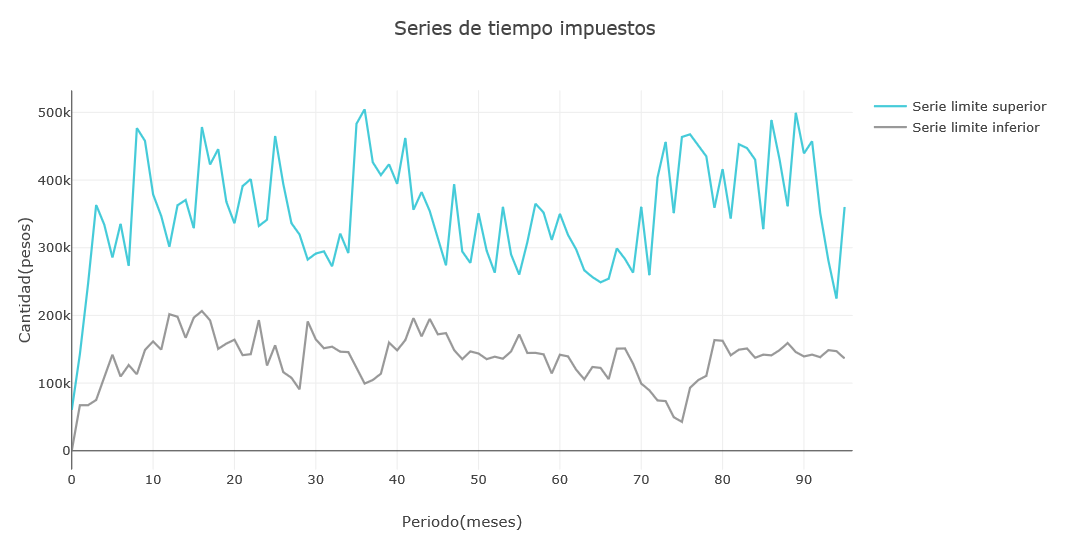 Series de tiempo impuestos
Serie limite superior
Serie limite inferior
Cantidad(pesos)
500k
400k
300k
200k
100k
0
0 10 20 30 40 50 60 70 80 90
Periodo(meses)